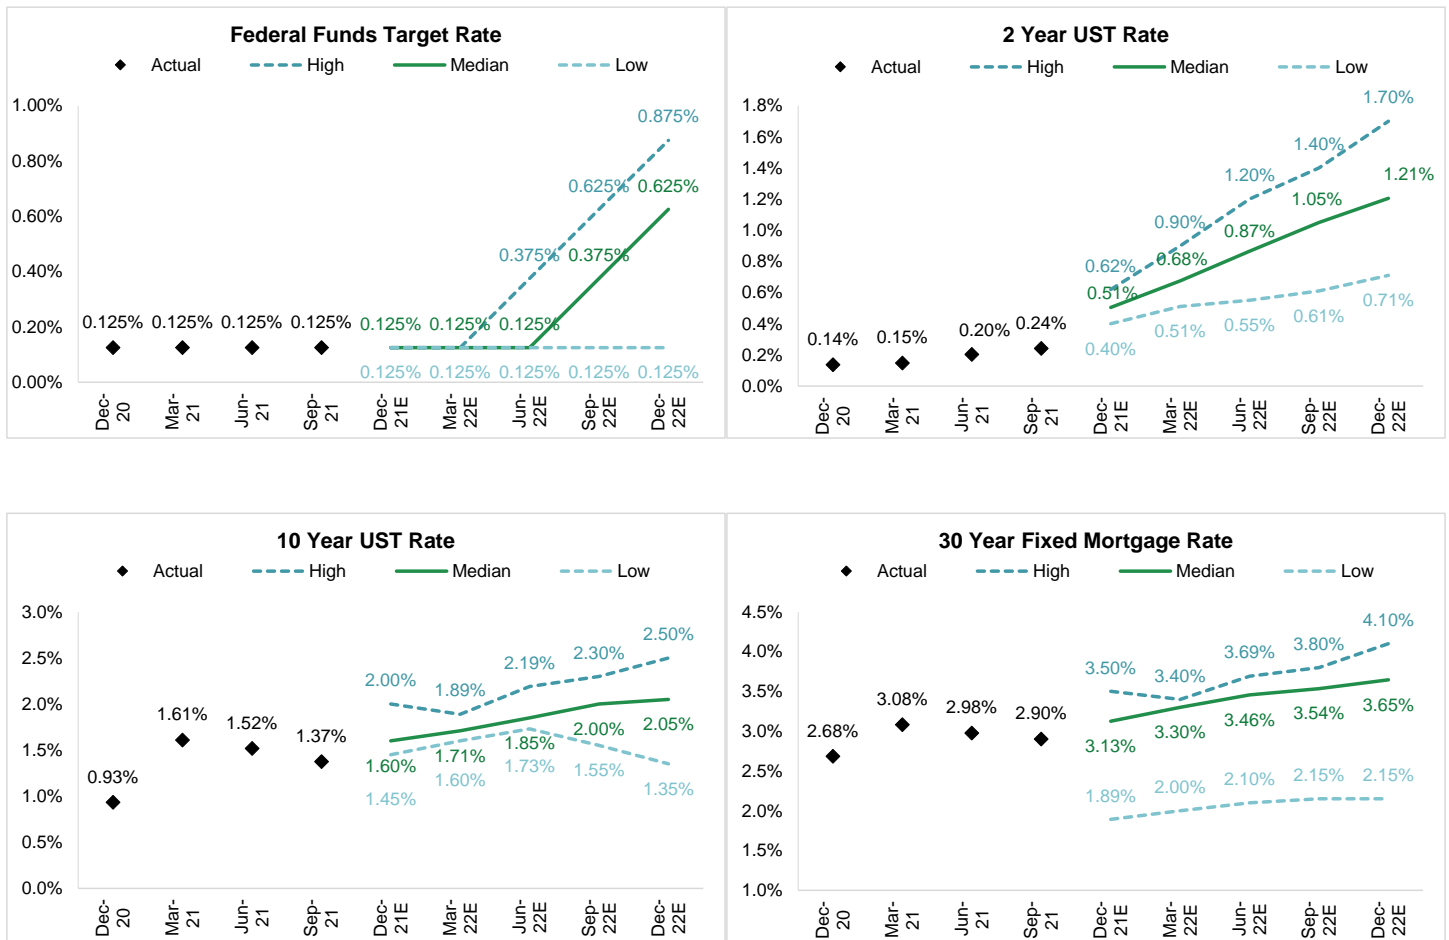 Federal Funds Target Rate
Actual High Median Low
1.00%
0.80%
0.60%
0.40%
0.20%
0.00%
0.875%
0.625% 0.625%
0.375% 0.375%
0.125% 0.125% 0.125% 0.125% 0.125% 0.125% 0.125%
0.125% 0.125% 0.125% 0.125% 0.125%
Dec-20 Mar-21 Jun-21 Sep-21 Dec-21E Mar-22E Jun-22E Sep-22E Dec-22E
2 Year UST Rate
Actual High Median Low
1.8%
1.6%
1.4%
1.2%
1.0%
0.8%
0.6%
0.4%
0.2%
0.0%
0.62% 0.90% 1.20% 1.40% 1.70%
0.51% 0.68% 0.87% 1.05% 1.21%
0.14% 0.15% 0.20% 0.24%
0.40% 0.51% 0.55% 0.61% 0.71%
Dec-20 Mar-21 Jun-21 Sep-21 Dec-21E Mar-22E Jun-22E Sep-22E Dec-22E
10 Year UST Rate
Actual High Median Low
3.0%
2.5%
2.0%
1.5%
1.0%
0.5%
0.0%
2.00% 1.89% 2.19% 2.30% 2.50%
0.93% 1.61% 1.52% 1.37%
1.60% 1.71% 1.85% 2.00% 2.05%
1.45% 1.60% 1.73% 1.55% 1.35%
Dec-20 Mar-21 Jun-21 Sep-21 Dec-21E Mar-22E Jun-22E Sep-22E Dec-22E
30 Year Fixed Mortgage Rate
Actual High Median Low
4.5%
4.0%
3.5%
3.0%
2.5%
2.0%
1.5%
1.0%
3.50% 3.40% 3.69% 3.80% 4.10%
2.68% 3.08% 2.98% 2.90%
3.13% 3.30% 3.46% 3.54% 3.65%
1.89% 2.00% 2.10% 2.15% 2.15%
Dec-20 Mar-21 Jun-21 Sep-21 Dec-21E Mar-22E Jun-22E Sep-22E Dec-22E